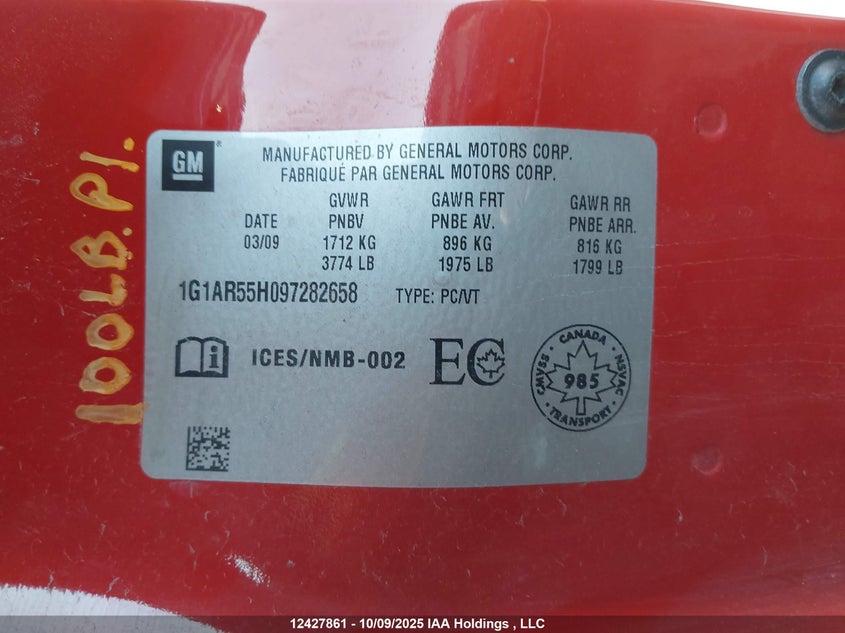 100LB.PI.
GM®
MANUFACTURED BY GENERAL MOTORS CORP.
FABRIQUÉ PAR GENERAL MOTORS CORP.
GVWR GAWR FRT GAWR RR
DATE PNBV PNBE AV. PNBE ARR.
03/09 1712 KG 896 KG 816 KG
3774 LB 1975 LB 1799 LB
1G1AR55H097282658 TYPE: PC/VT
i ICES/NMB-002 EC
CANADA
CMVSS 985 NSVAC
TRANSPORT
12427861 - 10/09/2025 IAA Holdings , LLC